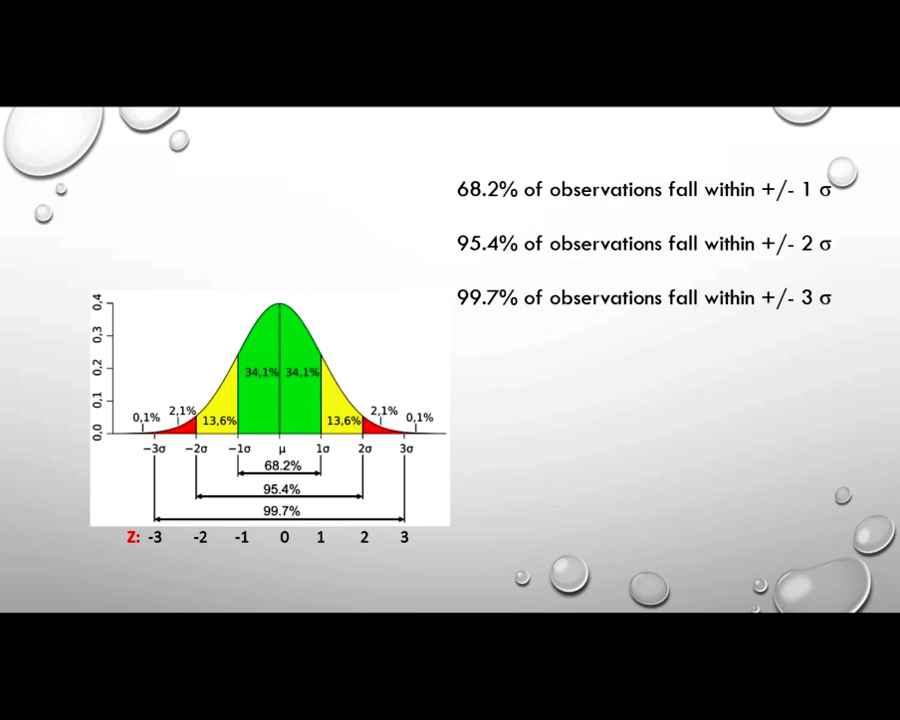 68.2% of observations fall within +/- 1 σ
95.4% of observations fall within +/- 2 σ
99.7% of observations fall within +/- 3 σ
0,4
0,3
0,2
0,1
0,0
34,1% 34,1%
0,1% 2,1% 13,6% 13,6% 2,1% 0,1%
−3σ −2σ −1σ μ 1σ 2σ 3σ
68.2%
95.4%
99.7%
Z: -3 -2 -1 0 1 2 3